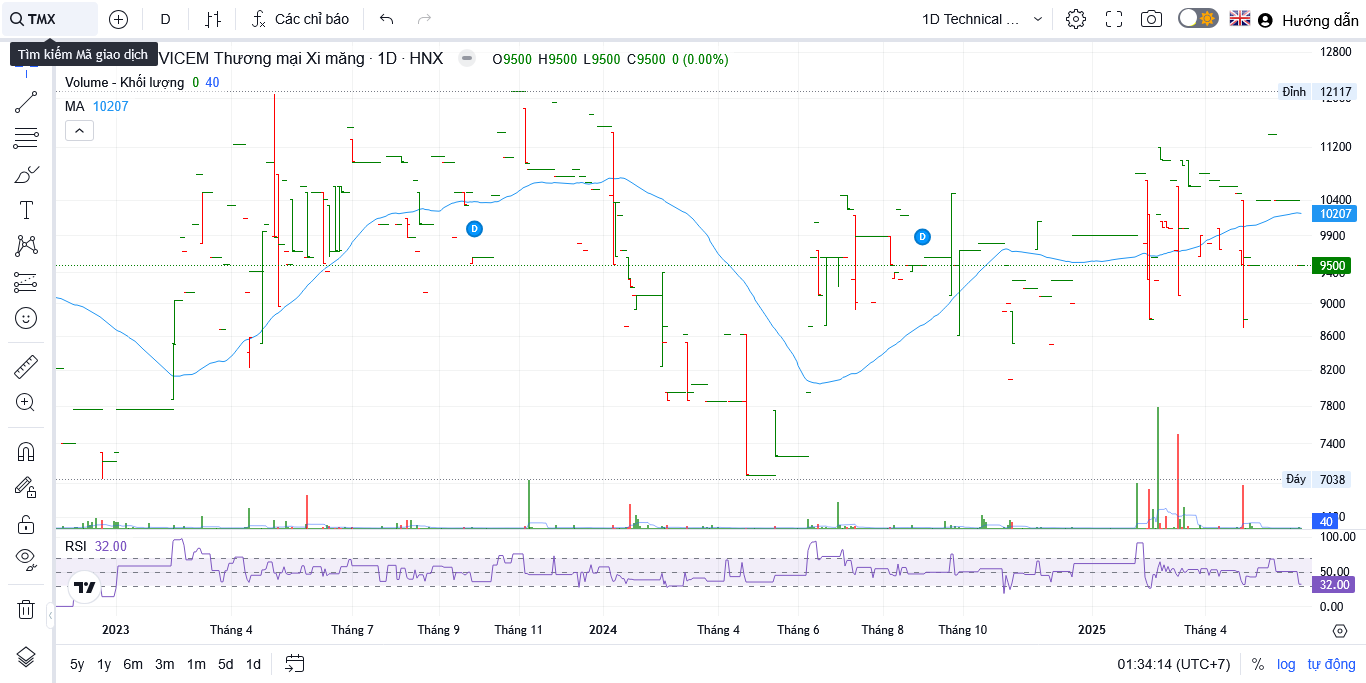 TMX D Các chỉ báo 1D Technical ... Hướng dẫn
Tìm kiếm Mã giao dịch
VICEM Thương mại Xi măng · 1D · HNX O9500 H9500 L9500 C9500 0 (0.00%)
Volume - Khối lượng 0 40
MA 10207
12800
Đỉnh 12117
11200
10400
10207
9900
9500
9000
8600
8200
7800
7400
Đáy 7038
40
D
D
RSI 32.00
100.00
50.00
32.00
0.00
2023 Tháng 4 Tháng 7 Tháng 9 Tháng 11 2024 Tháng 4 Tháng 6 Tháng 8 Tháng 10 2025 Tháng 4
5y 1y 6m 3m 1m 5d 1d 01:34:14 (UTC+7) % log tự động